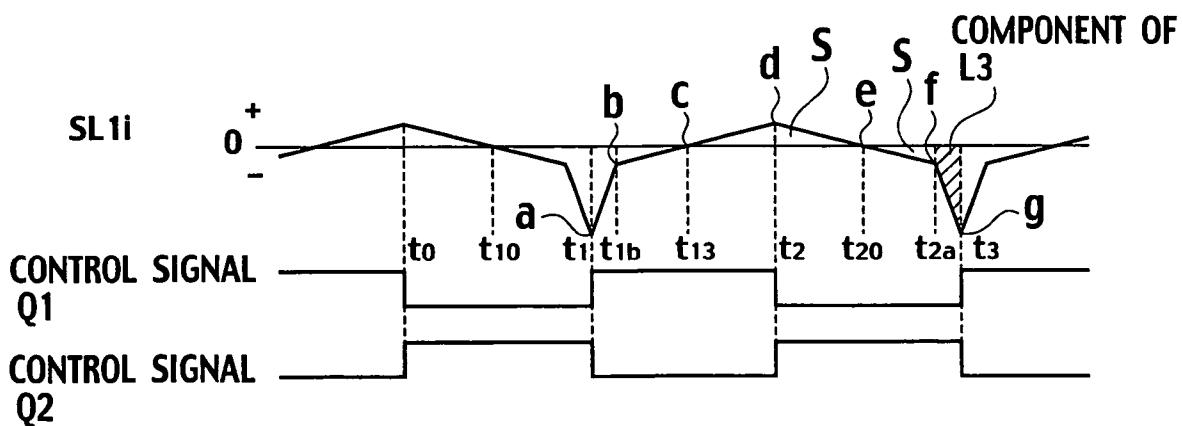 COMPONENT OF
L3
d S S f
b c e
+
SL1i 0
−
a g
t0 t10 t1 t1b t13 t2 t20 t2a t3
CONTROL SIGNAL
Q1
CONTROL SIGNAL
Q2